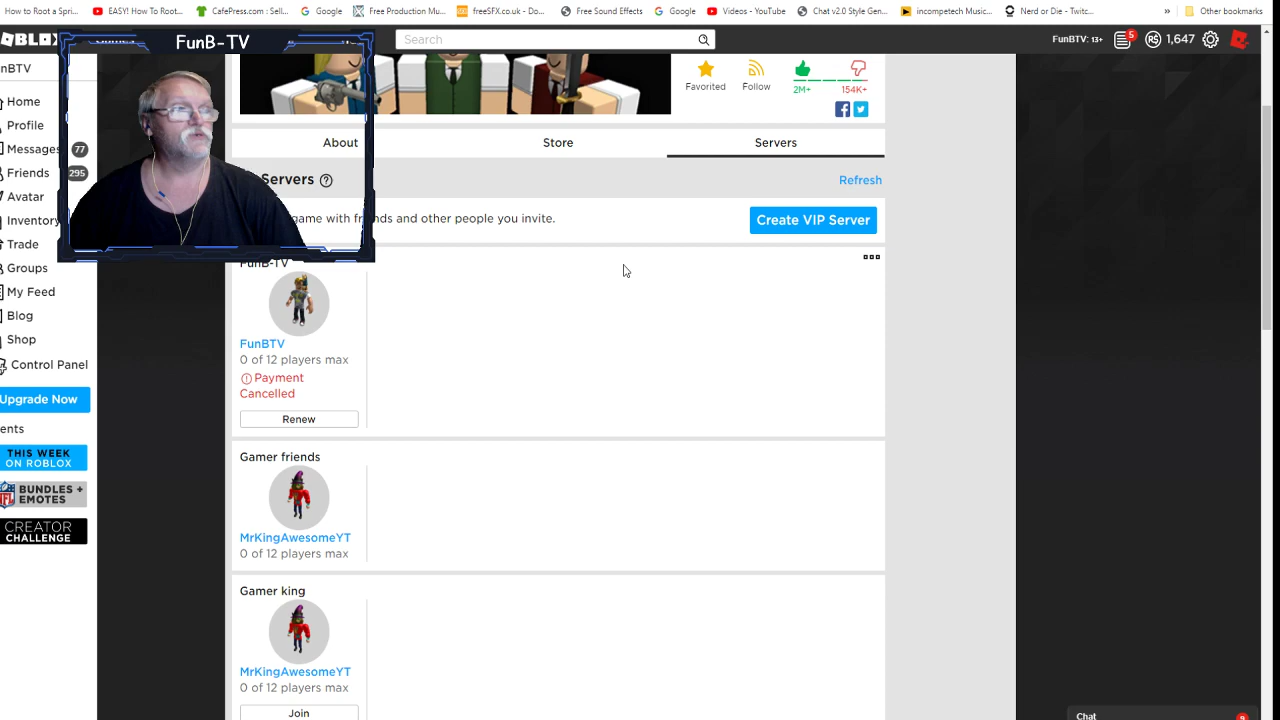 How to Root a Spri...
EASY! How To Root...
CafePress.com : Sell...
Google
Free Production Mu...
freeSFX.co.uk - Do...
Free Sound Effects
Google
Videos - YouTube
Chat v2.0 Style Gen...
incompetech Music...
Nerd or Die - Twitc...
»
Other bookmarks
FunB-TV
Search
FunBTV: 13+
5
1,647
nBTV
Home
Profile
Messages 77
Friends 295
Avatar
Inventory
Trade
Groups
My Feed
Blog
Shop
Control Panel
Upgrade Now
ents
THIS WEEK
ON ROBLOX
NFL
BUNDLES +
EMOTES
CREATOR
CHALLENGE
Favorited
Follow
2M+
154K+
About
Store
Servers
Servers
Refresh
game with friends and other people you invite.
Create VIP Server
FunB-TV
FunBTV
0 of 12 players max
Payment
Cancelled
Renew
Gamer friends
MrKingAwesomeYT
0 of 12 players max
Gamer king
MrKingAwesomeYT
0 of 12 players max
Join
Chat